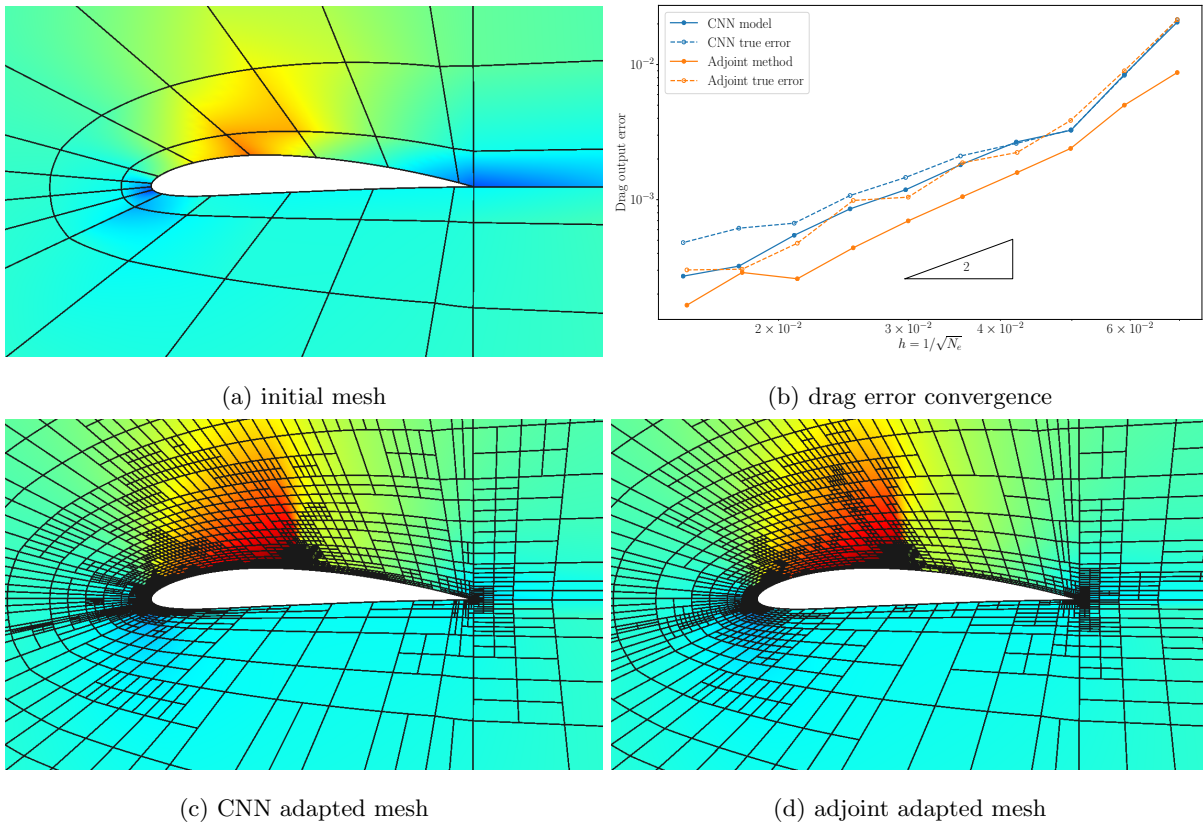 CNN model
CNN true error
Adjoint method
Adjoint true error
Drag output error
10⁻²
10⁻³
2
2 × 10⁻²
3 × 10⁻²
4 × 10⁻²
6 × 10⁻²
h = 1/√Nₑ
(a) initial mesh
(b) drag error convergence
(c) CNN adapted mesh
(d) adjoint adapted mesh